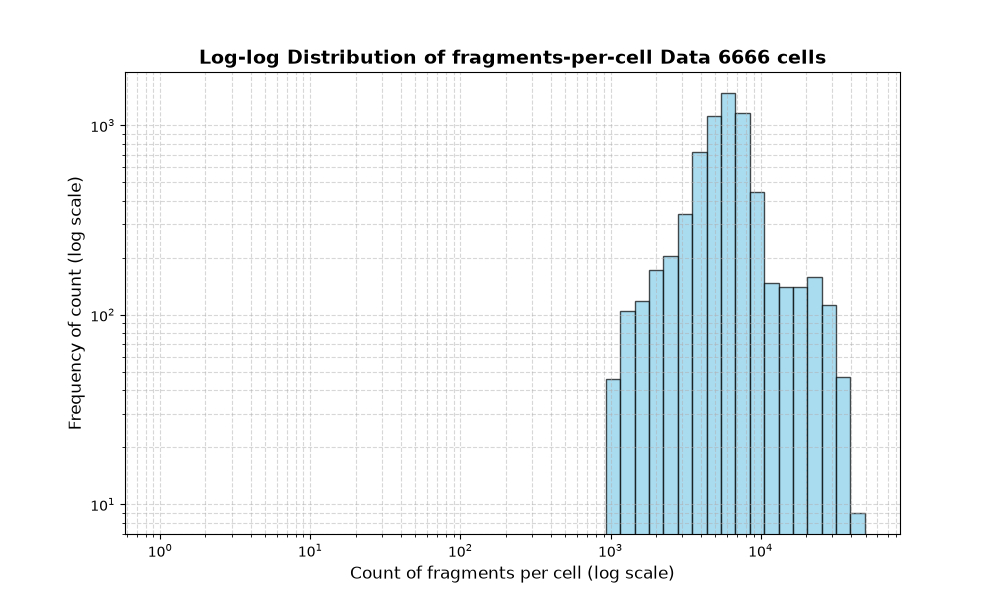 Log-log Distribution of fragments-per-cell Data 6666 cells
Frequency of count (log scale)
10³
10²
10¹
10⁰ 10¹ 10² 10³ 10⁴
Count of fragments per cell (log scale)